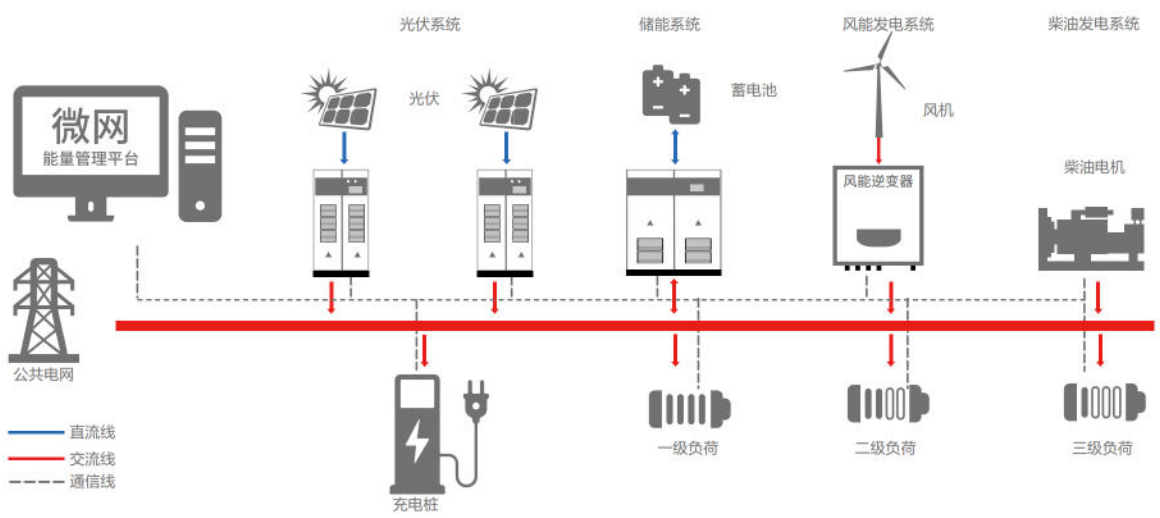 光伏系统
储能系统
风能发电系统
柴油发电系统
微网
能量管理平台
光伏
蓄电池
风机
风能逆变器
柴油电机
公共电网
直流线
交流线
通信线
充电桩
一级负荷
二级负荷
三级负荷